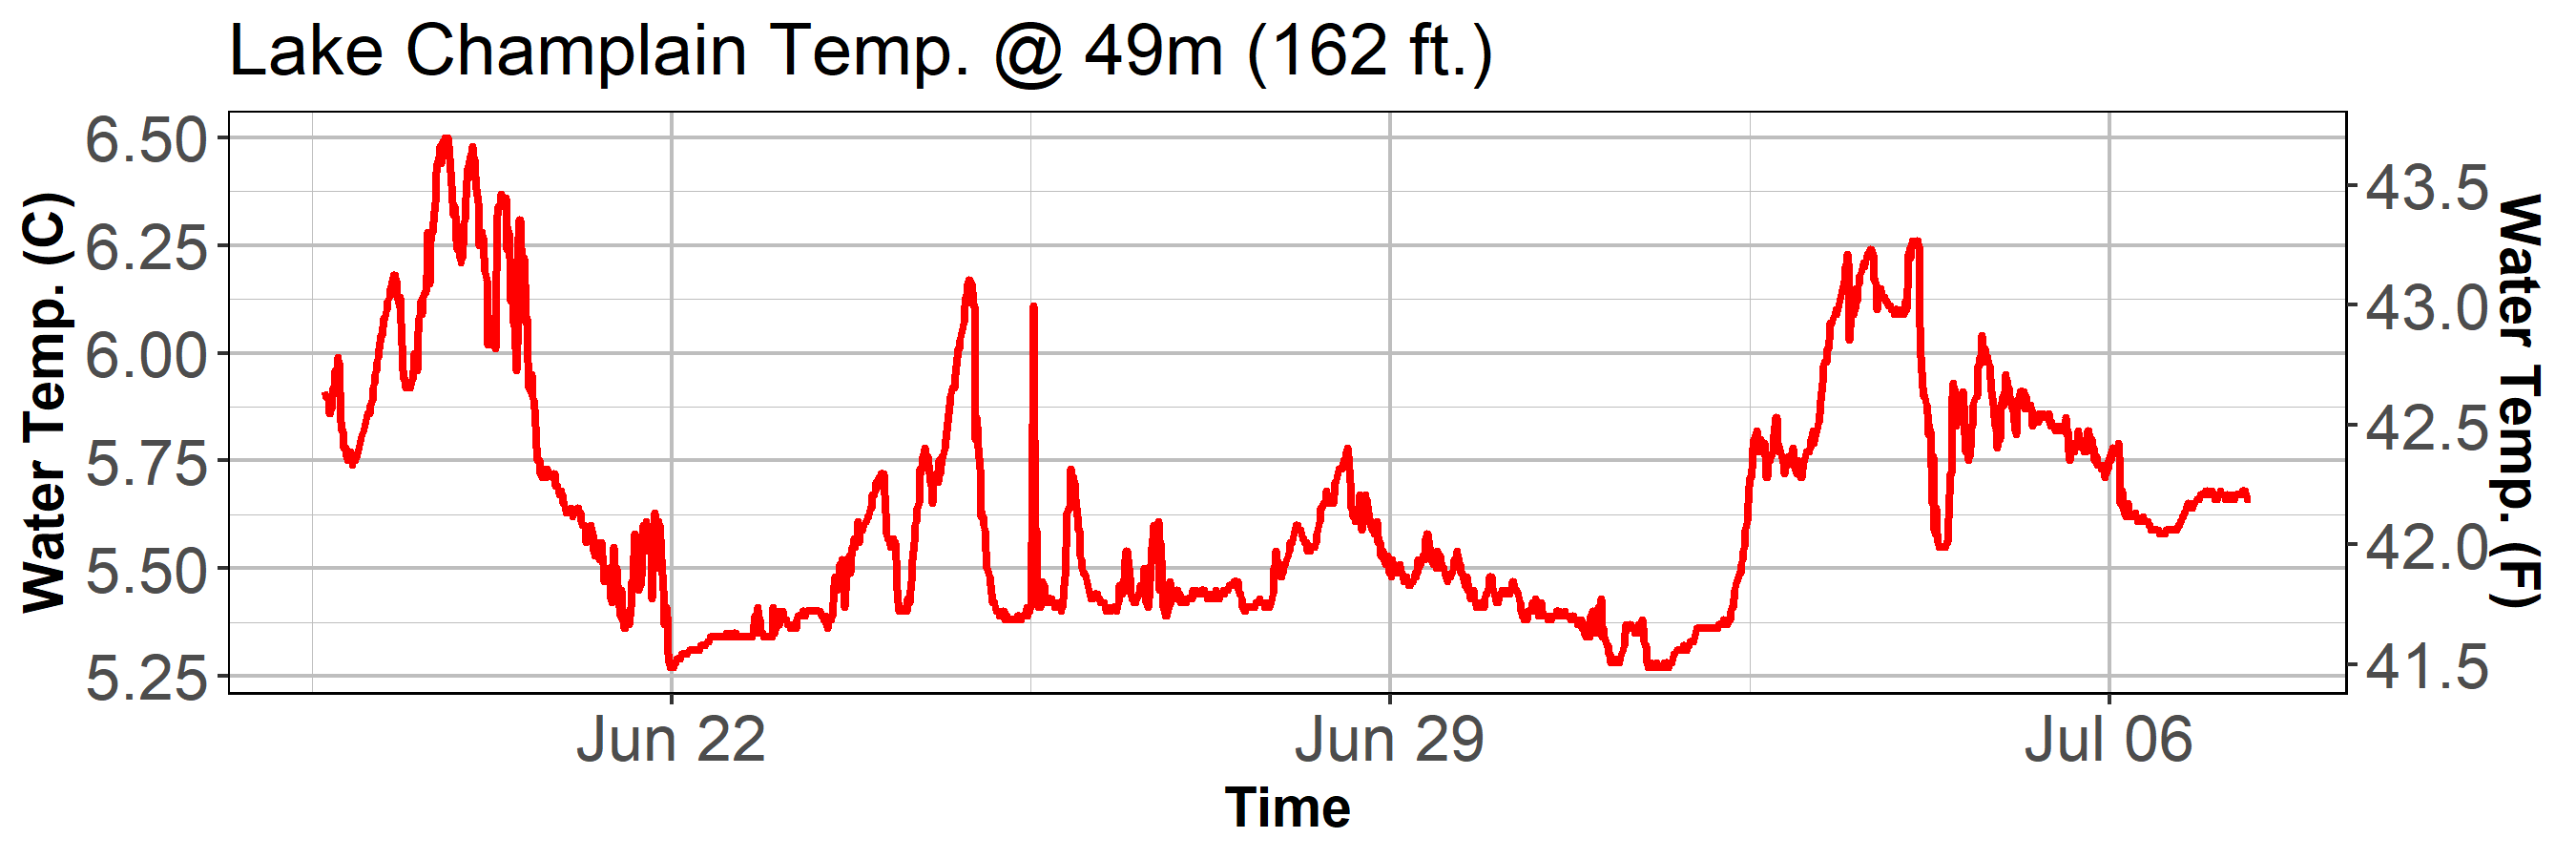 Lake Champlain Temp. @ 49m (162 ft.)
Water Temp. (C)
6.50
6.25
6.00
5.75
5.50
5.25
43.5
43.0
42.5
42.0
41.5
Water Temp. (F)
Jun 22
Jun 29
Jul 06
Time